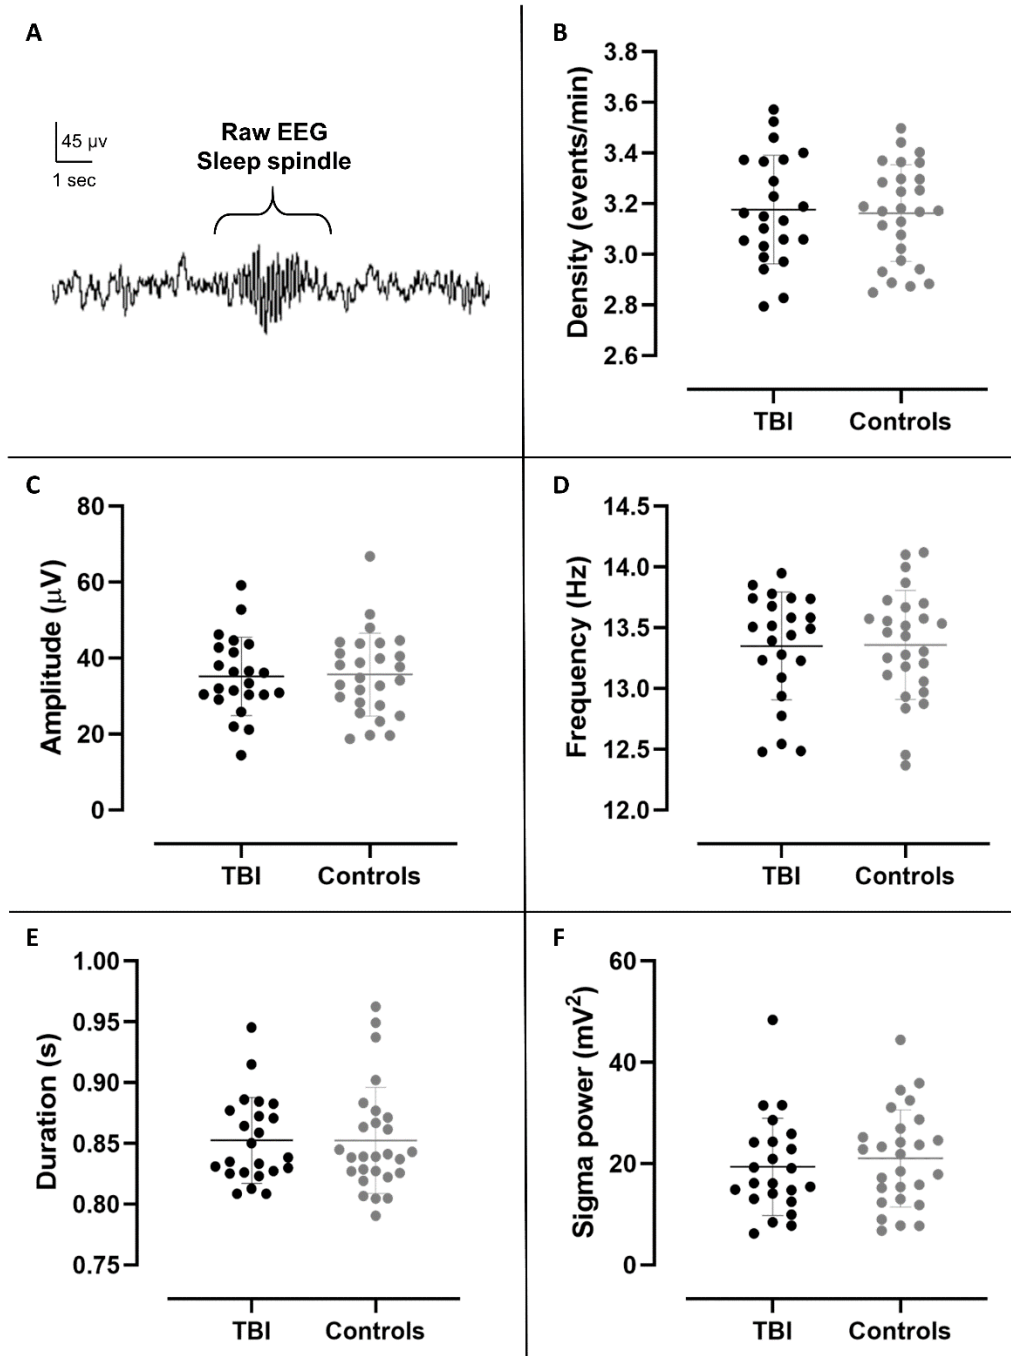 A
45 µv
1 sec
Raw EEG
Sleep spindle
B
Density (events/min)
3.8
3.6
3.4
3.2
3.0
2.8
2.6
TBI
Controls
C
Amplitude (µV)
80
60
40
20
0
TBI
Controls
D
Frequency (Hz)
14.5
14.0
13.5
13.0
12.5
12.0
TBI
Controls
E
Duration (s)
1.00
0.95
0.90
0.85
0.80
0.75
TBI
Controls
F
Sigma power (mV²)
60
40
20
0
TBI
Controls